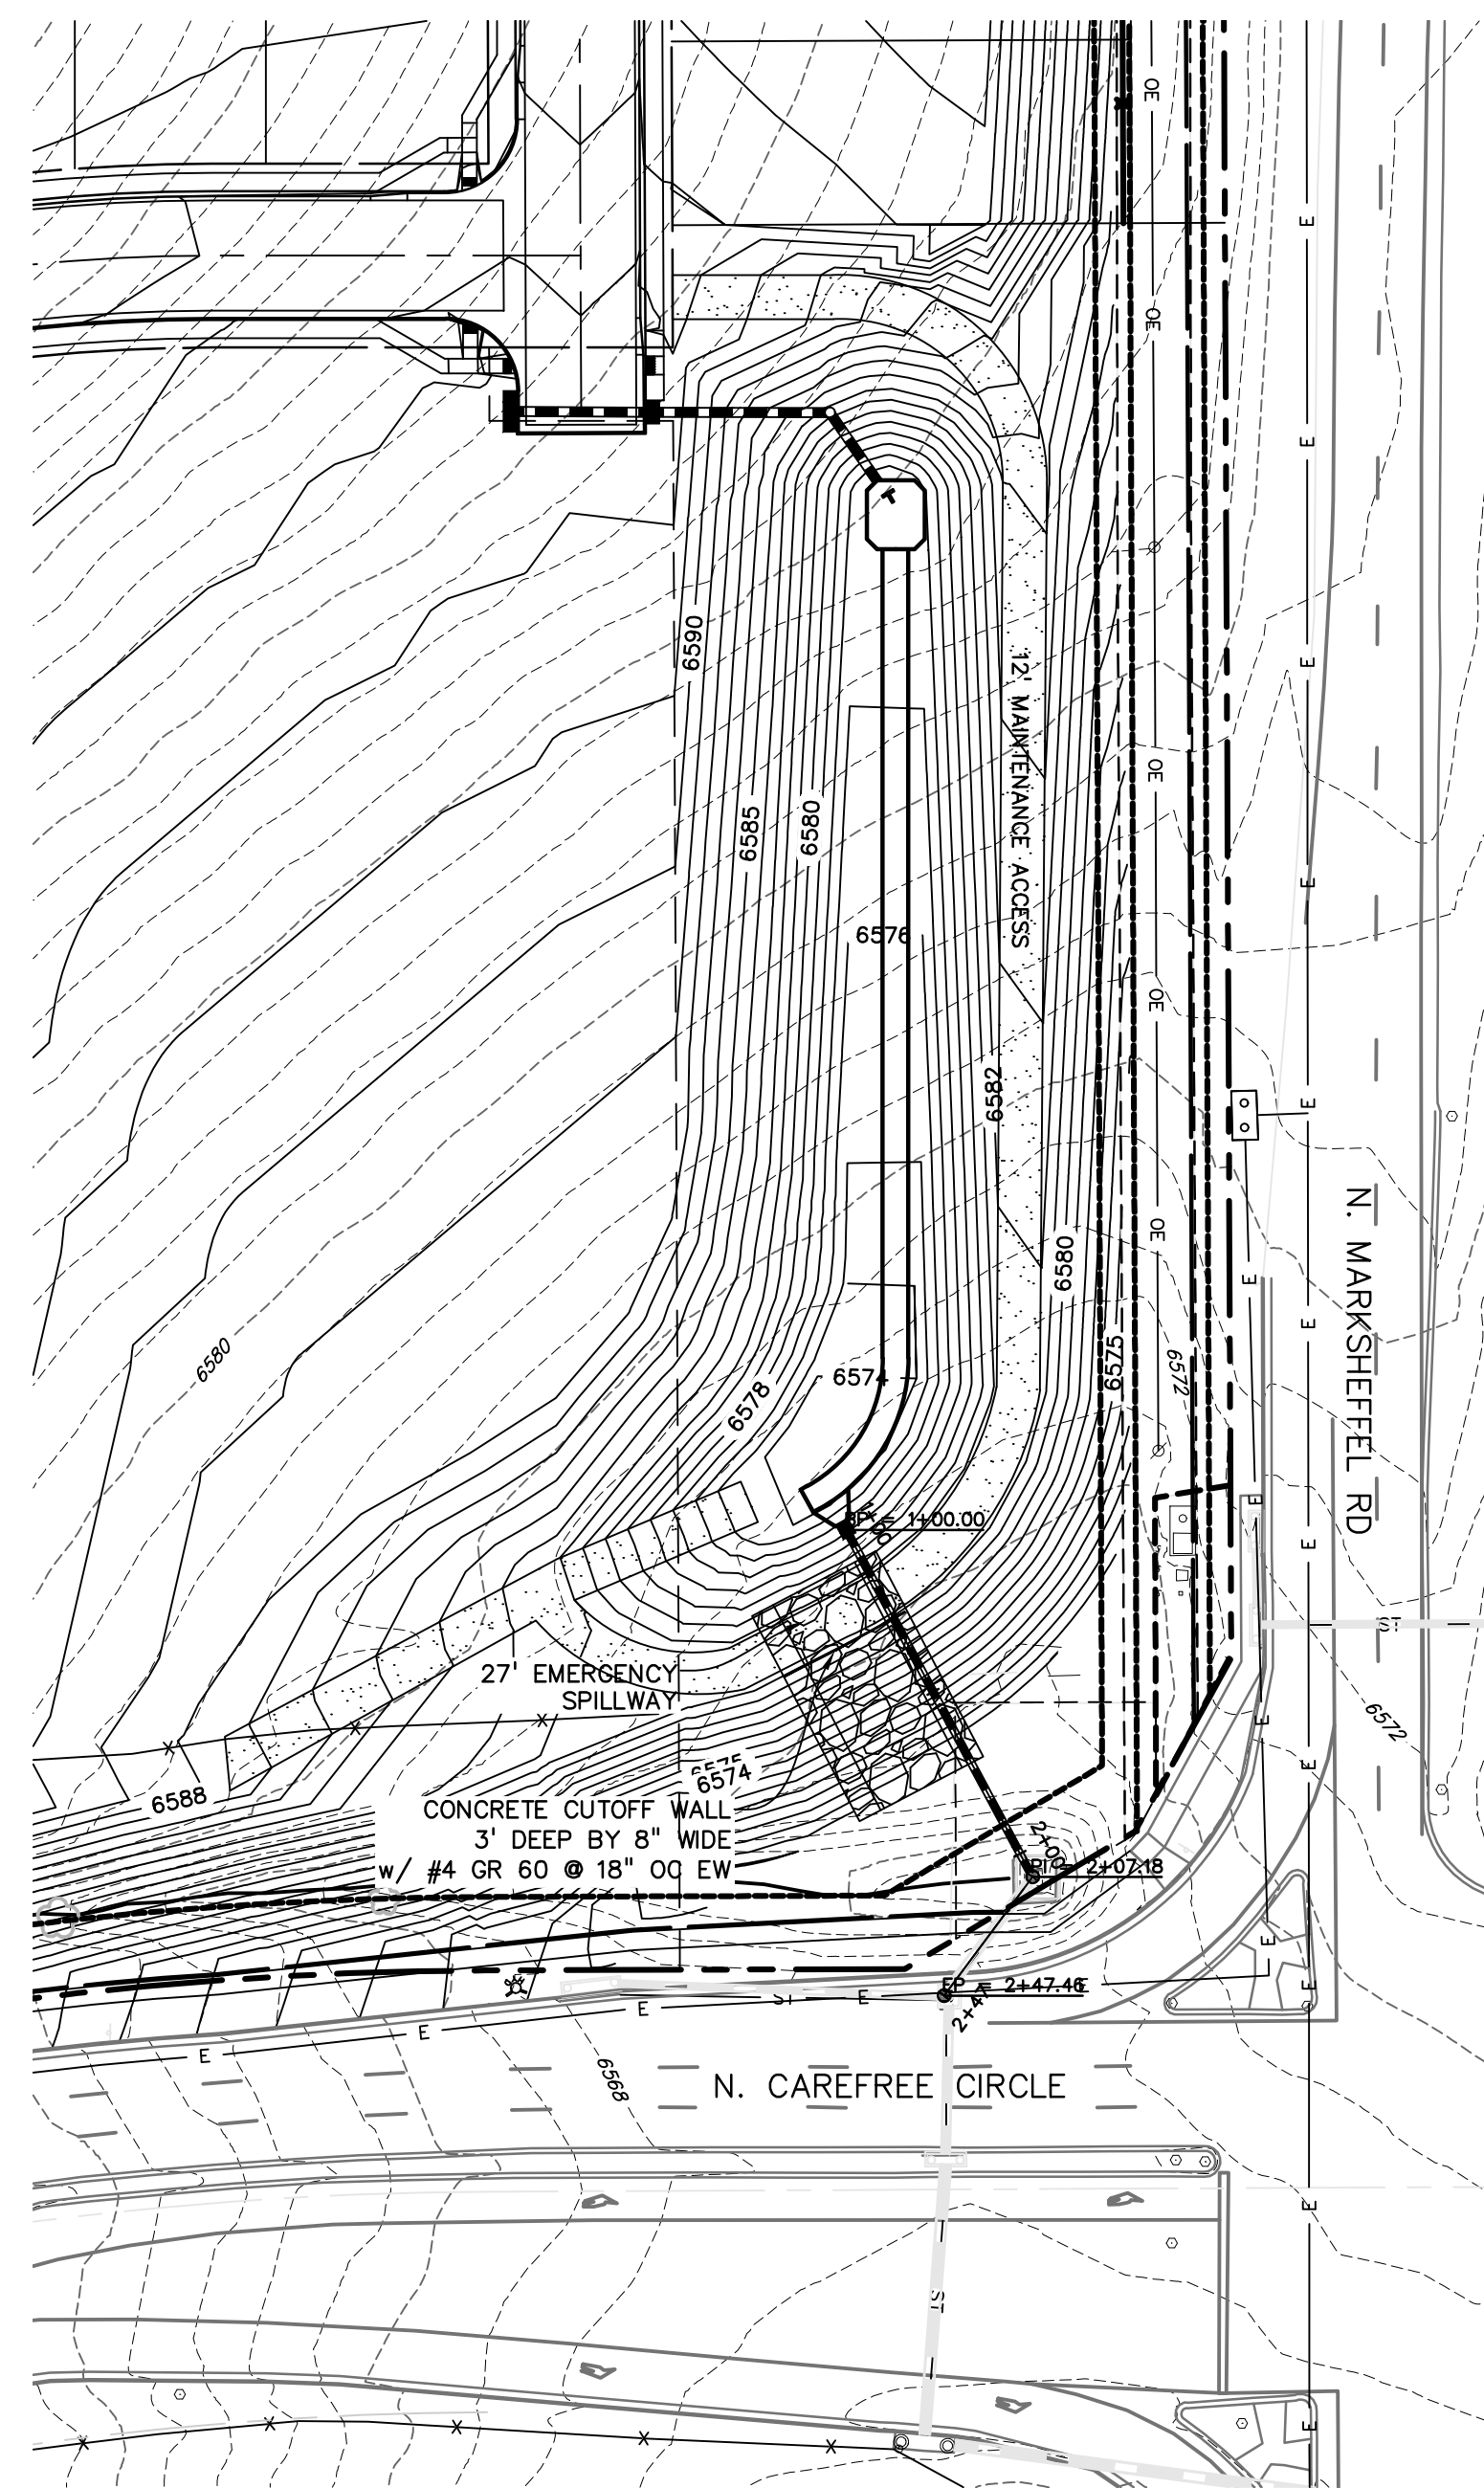 OE
E
OE
E
E
6590
12' MAINTENANCE ACCESS
OE
6585
6580
E
6576
OE
6582
E
N. MARKSHEFFEL RD
OE
6580
E
E
6580
6575
6572
6574
6578
E
BP = 1+00.00
E
ST
27' EMERGENCY
SPILLWAY
X
X
X
E
6572
E
6575
6574
6588
CONCRETE CUTOFF WALL
3' DEEP BY 8" WIDE
w/ #4 GR 60 @ 18" OC EW
2+00
PI = 2+07.18
E
EP = 2+47.46
E
E
ST
E
E
2+47
E
E
6568
N. CAREFREE CIRCLE
E
ST
X
X
X
X
X
E